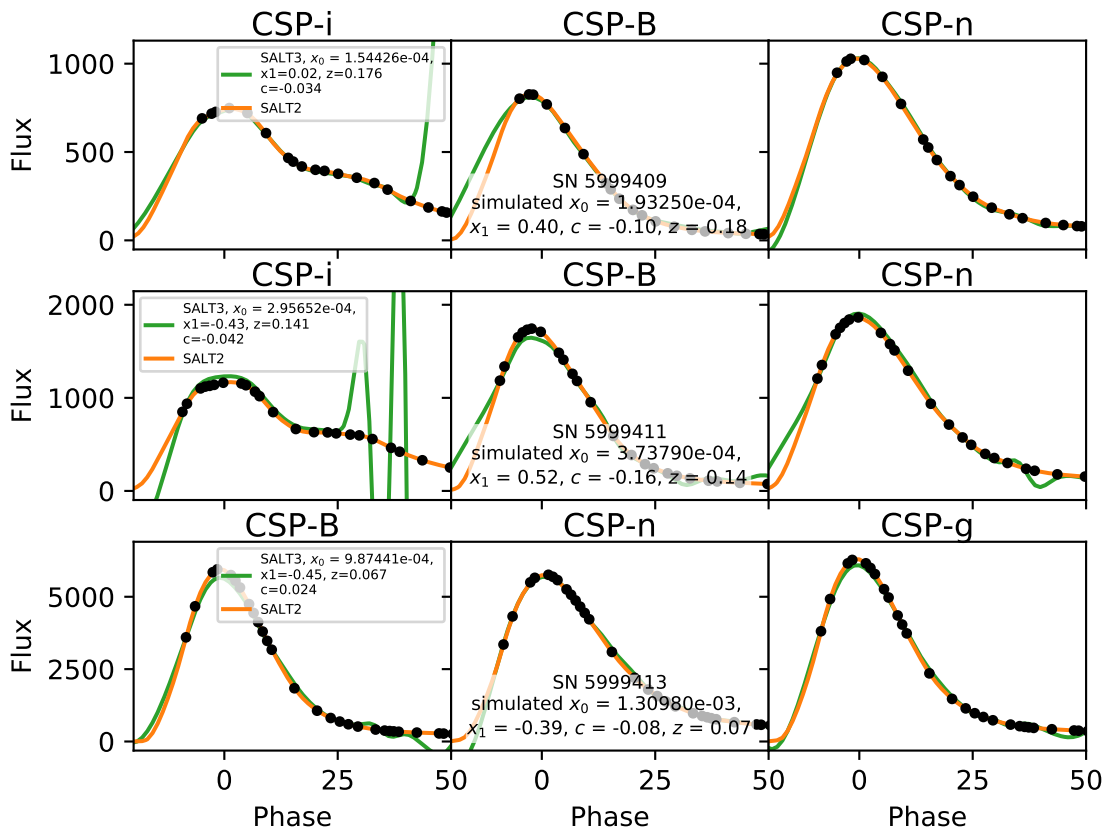 CSP-i CSP-B CSP-n
1000
500
0
Flux
SALT3, x₀ = 1.54426e-04,
x1=0.02, z=0.176
c=-0.034
SALT2
SN 5999409
simulated x₀ = 1.93250e-04,
x₁ = 0.40, c = -0.10, z = 0.18
CSP-i CSP-B CSP-n
2000
1000
0
Flux
SALT3, x₀ = 2.95652e-04,
x1=-0.43, z=0.141
c=-0.042
SALT2
SN 5999411
simulated x₀ = 3.73790e-04,
x₁ = 0.52, c = -0.16, z = 0.14
CSP-B CSP-n CSP-g
5000
2500
0
Flux
SALT3, x₀ = 9.87441e-04,
x1=-0.45, z=0.067
c=0.024
SALT2
SN 5999413
simulated x₀ = 1.30980e-03,
x₁ = -0.39, c = -0.08, z = 0.07
0 25 50 0 25 50 0 25 50
Phase Phase Phase